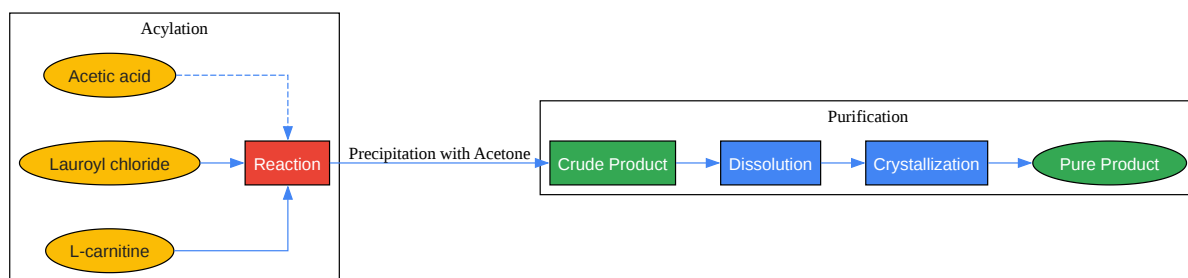 Acylation
Acetic acid
Lauroyl chloride
L-carnitine
Reaction
Precipitation with Acetone
Purification
Crude Product
Dissolution
Crystallization
Pure Product